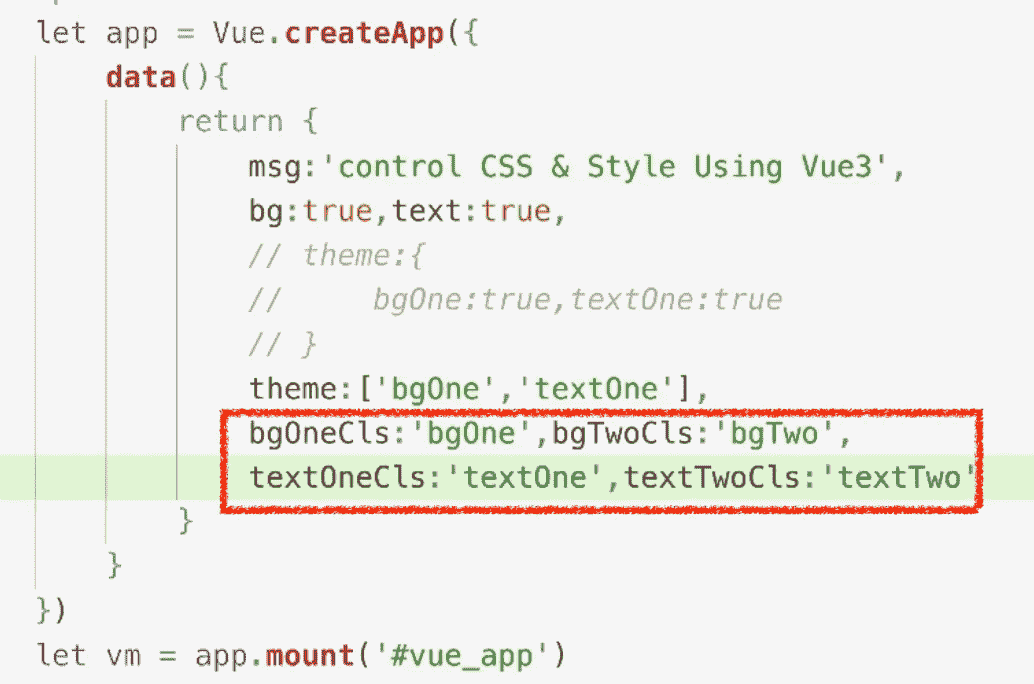 let app = Vue.createApp({
data(){
return {
msg:'control CSS & Style Using Vue3',
bg:true,text:true,
// theme:{
//     bgOne:true,textOne:true
// }
theme:['bgOne','textOne'],
bgOneCls:'bgOne',bgTwoCls:'bgTwo',
textOneCls:'textOne',textTwoCls:'textTwo'
}
}
})
let vm = app.mount('#vue_app')